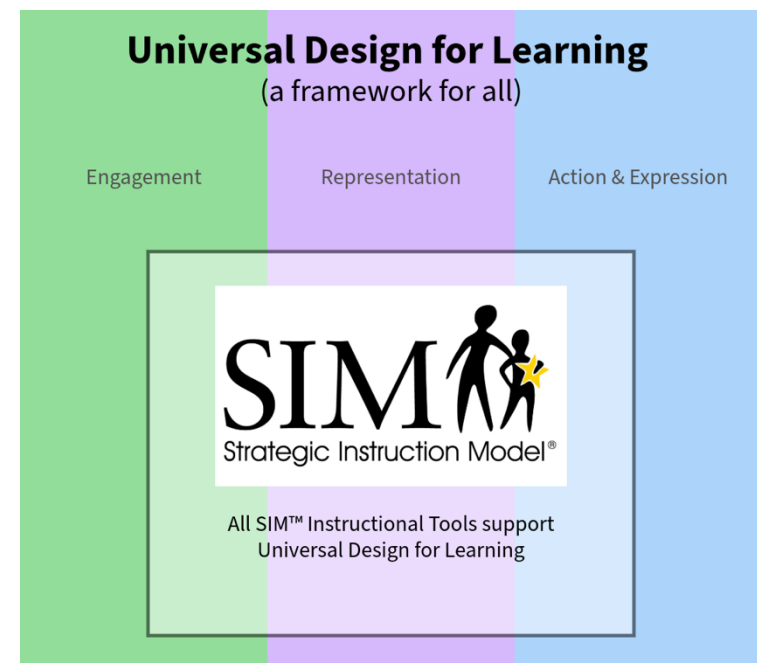 Universal Design for Learning
(a framework for all)
Engagement Representation Action & Expression
SIM
Strategic Instruction Model®
All SIM™ Instructional Tools support
Universal Design for Learning